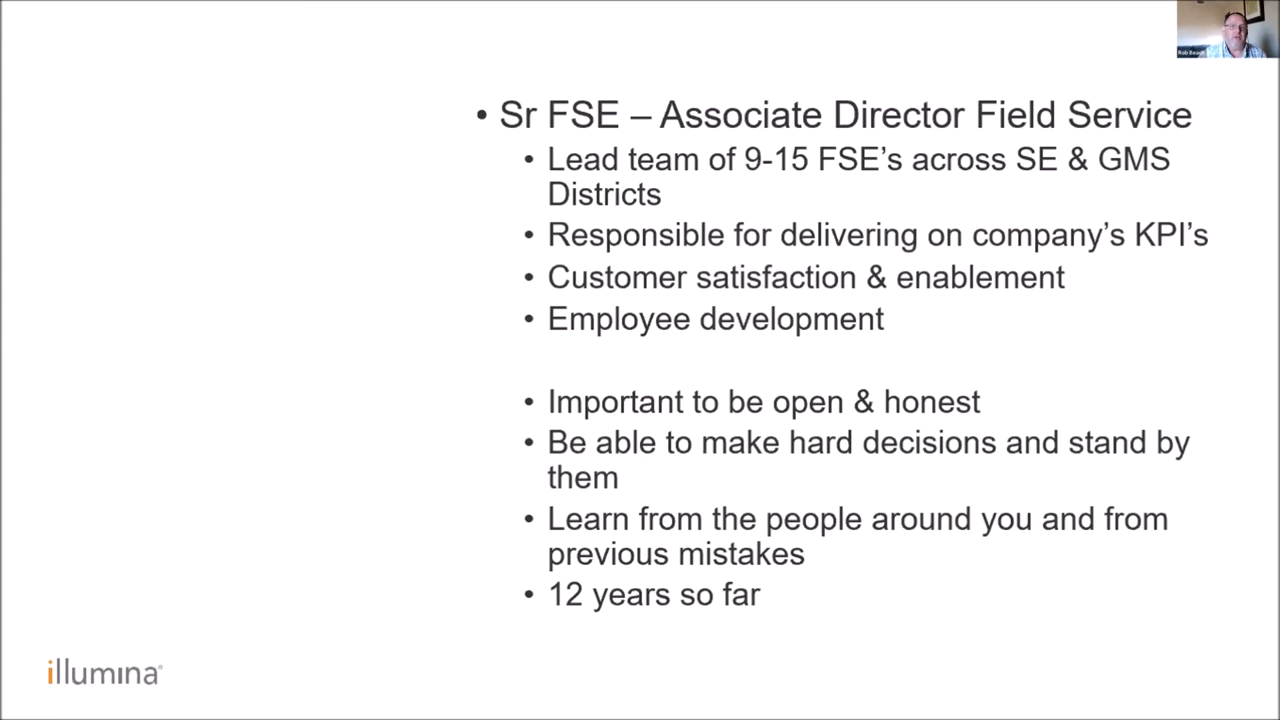 • Sr FSE – Associate Director Field Service
• Lead team of 9-15 FSE’s across SE & GMS
Districts
• Responsible for delivering on company’s KPI’s
• Customer satisfaction & enablement
• Employee development
• Important to be open & honest
• Be able to make hard decisions and stand by
them
• Learn from the people around you and from
previous mistakes
• 12 years so far
illumina®
Rob